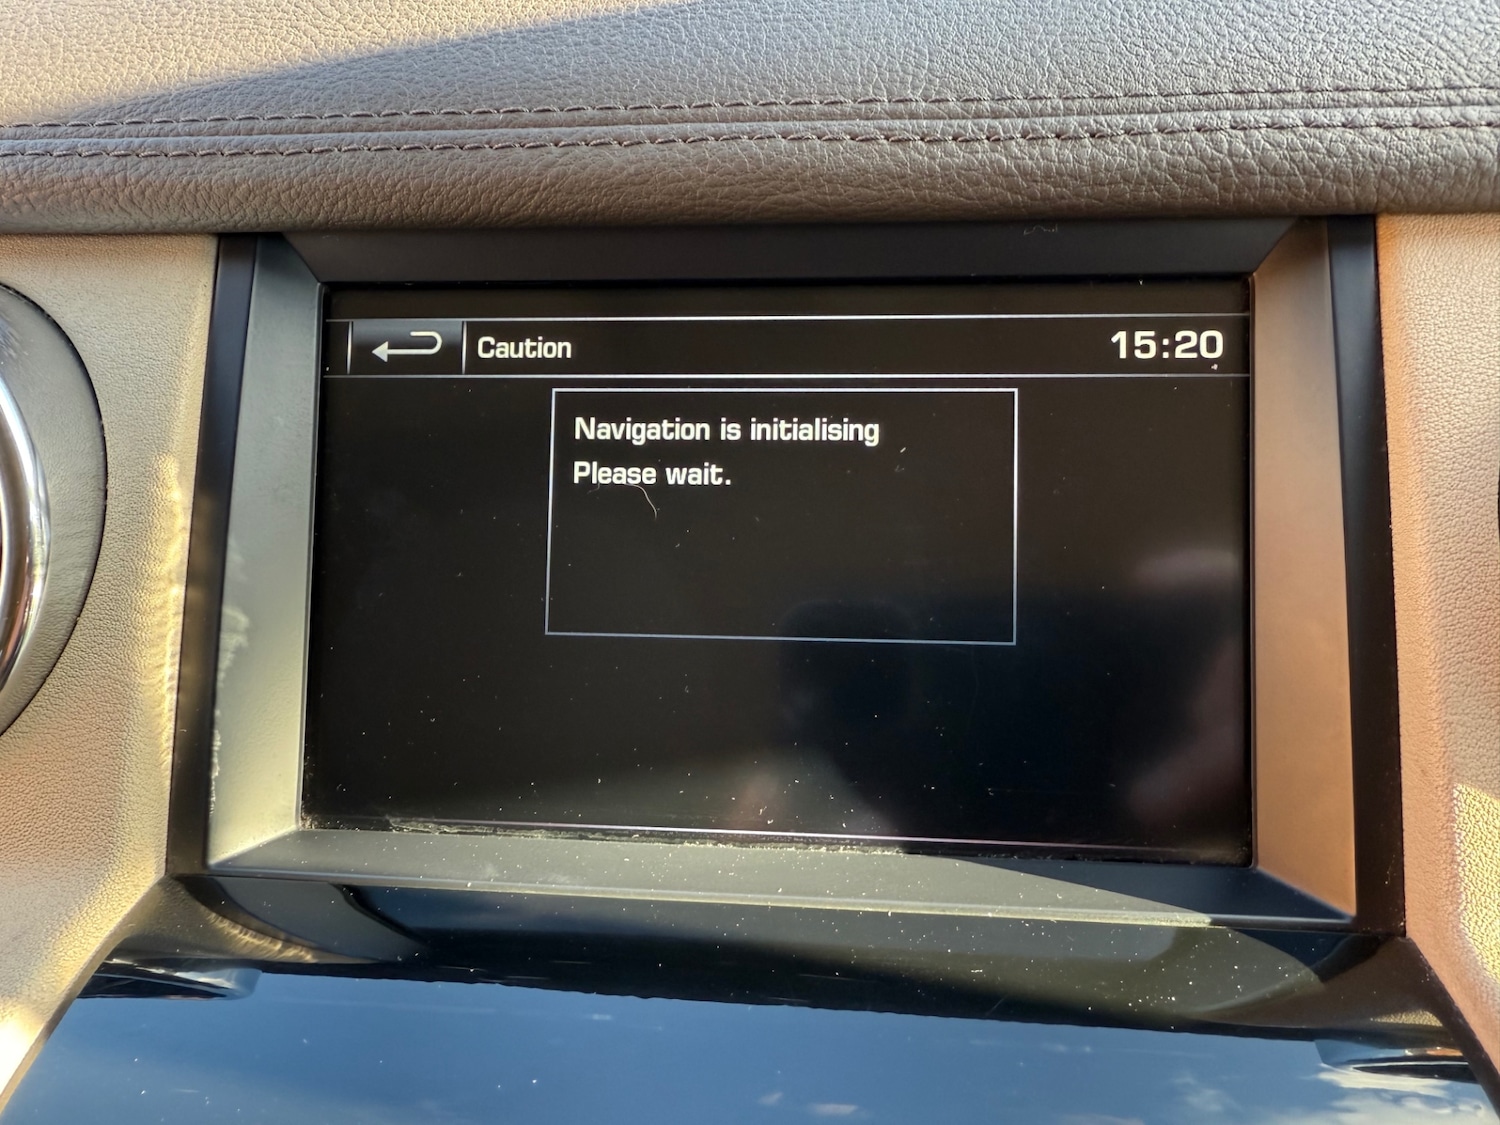 Caution
15:20
Navigation is initialising
Please wait.